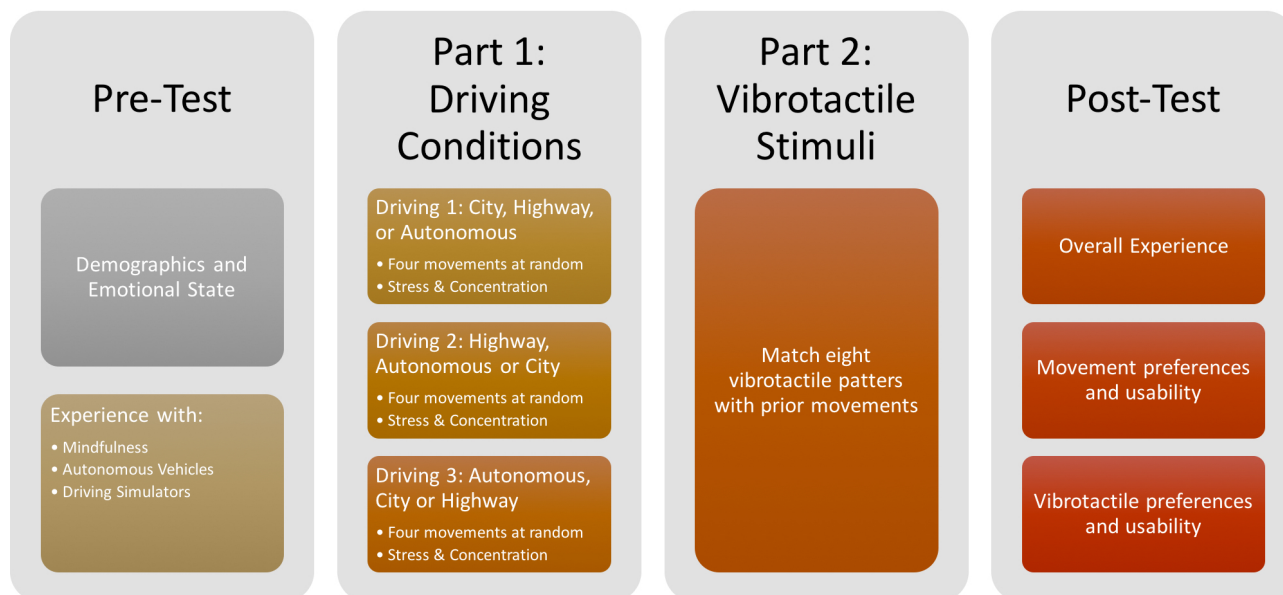 Pre-Test
Demographics and
Emotional State
Experience with:
• Mindfulness
• Autonomous Vehicles
• Driving Simulators
Part 1:
Driving
Conditions
Driving 1: City, Highway,
or Autonomous
• Four movements at random
• Stress & Concentration
Driving 2: Highway,
Autonomous or City
• Four movements at random
• Stress & Concentration
Driving 3: Autonomous,
City or Highway
• Four movements at random
• Stress & Concentration
Part 2:
Vibrotactile
Stimuli
Match eight
vibrotactile patters
with prior movements
Post-Test
Overall Experience
Movement preferences
and usability
Vibrotactile preferences
and usability